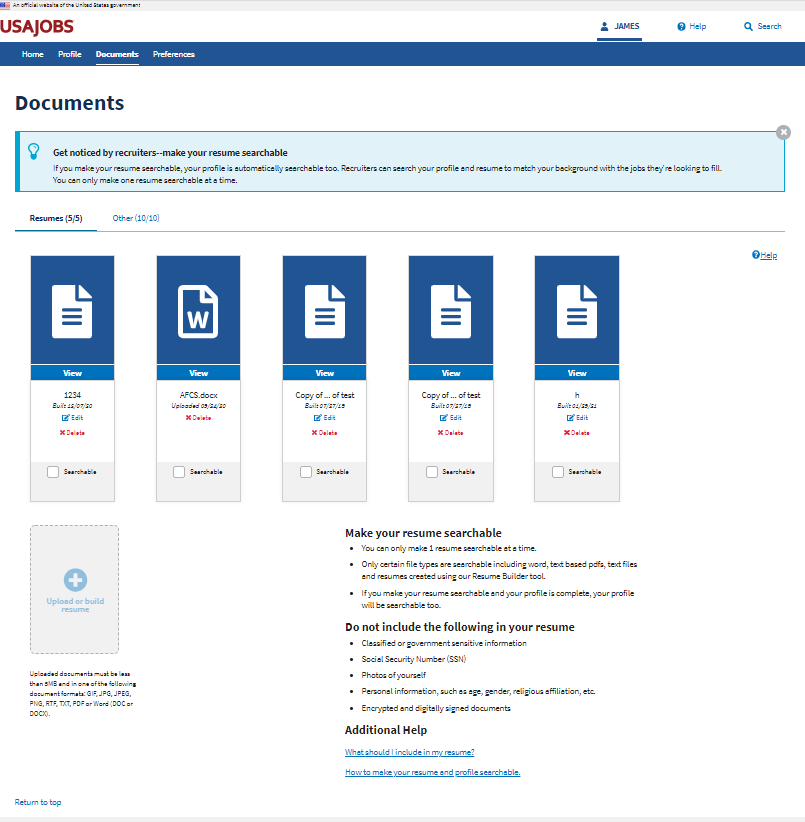 An official website of the United States government
USAJOBS
JAMES
Help
Search
Home Profile Documents Preferences
Documents
Get noticed by recruiters--make your resume searchable
If you make your resume searchable, your profile is automatically searchable too. Recruiters can search your profile and resume to match your background with the jobs they're looking to fill.
You can only make one resume searchable at a time.
Resumes (5/5) Other (10/10)
Help
W
View View View View View
1234 AFCS.docx Copy of ... of test Copy of ... of test h
Built Uploaded 09/24/20 Built 07/27/19 Built 07/27/19 Built
Edit Delete Edit Edit Edit
Delete Delete Delete Delete
Searchable Searchable Searchable Searchable Searchable
Upload or build
resume
Uploaded documents must be less
than 5MB and in one of the following
document formats: GIF, JPG, JPEG,
PNG, RTF, TXT, PDF or Word (DOC or
DOCX).
Make your resume searchable
• You can only make 1 resume searchable at a time.
• Only certain file types are searchable including word, text based pdfs, text files
and resumes created using our Resume Builder tool.
• If you make your resume searchable and your profile is complete, your profile
will be searchable too.
Do not include the following in your resume
• Classified or government sensitive information
• Social Security Number (SSN)
• Photos of yourself
• Personal information, such as age, gender, religious affiliation, etc.
• Encrypted and digitally signed documents
Additional Help
What should I include in my resume?
How to make your resume and profile searchable.
Return to top